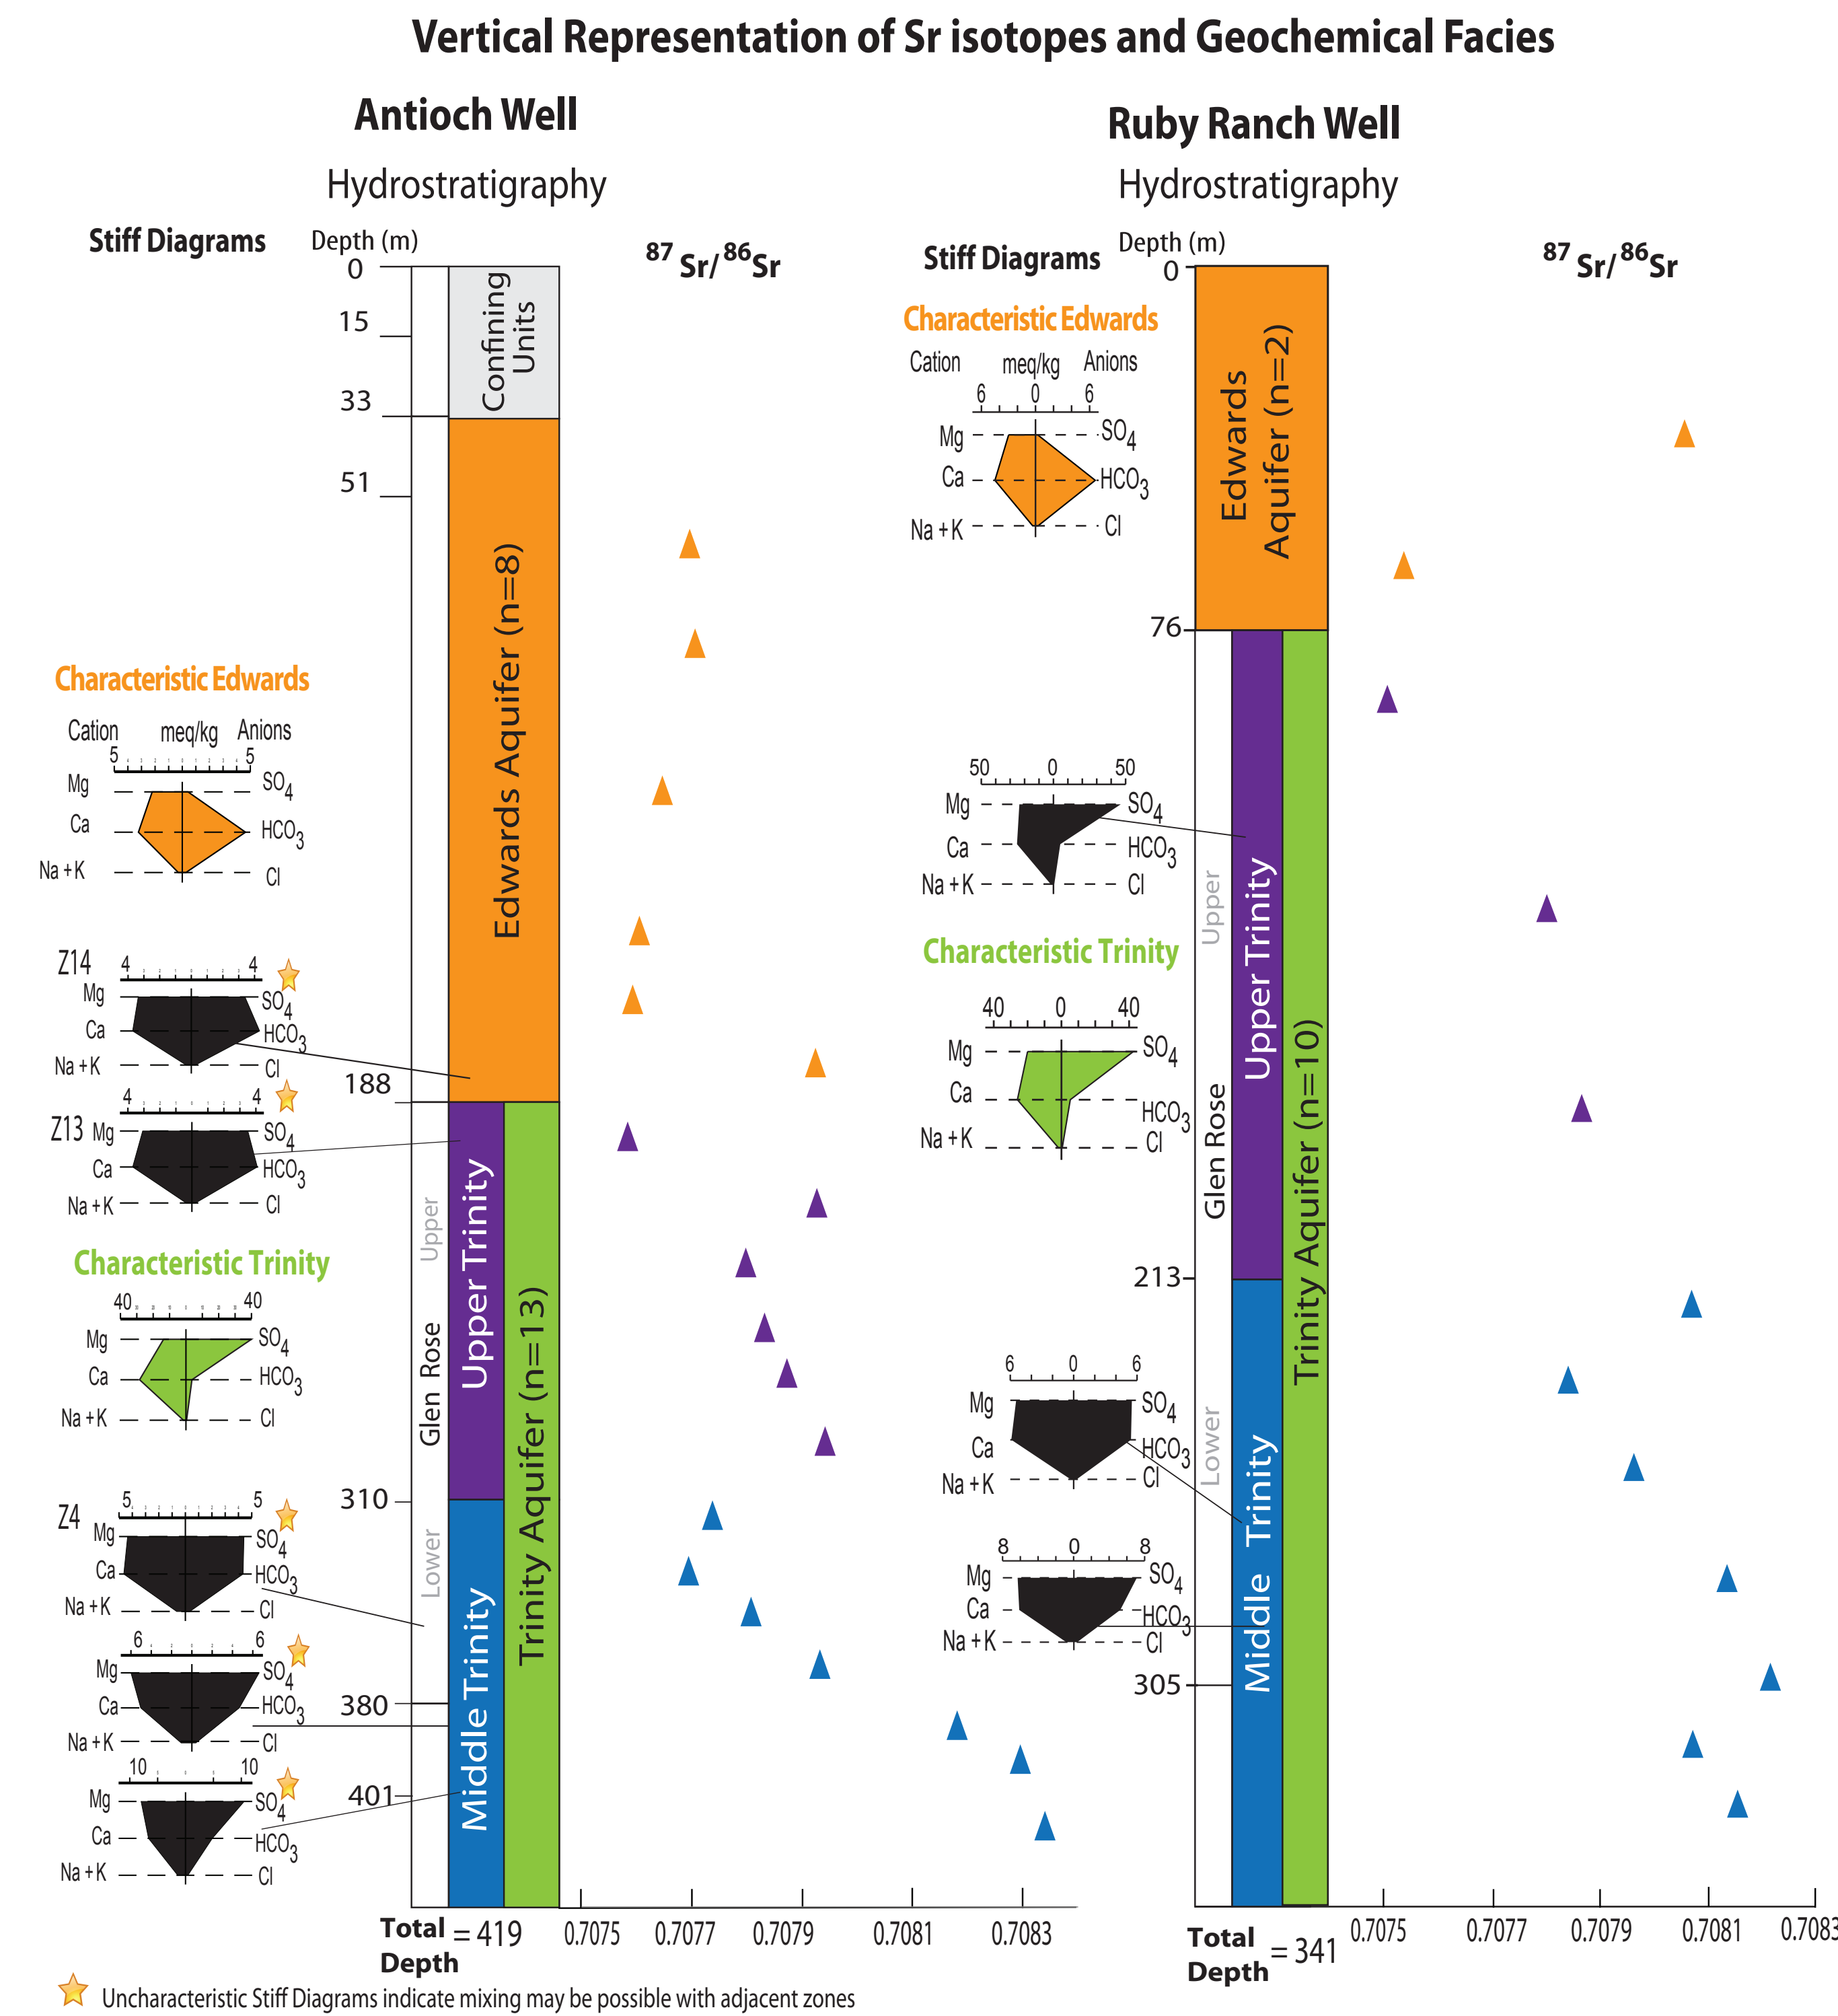 Vertical Representation of Sr isotopes and Geochemical Facies
Antioch Well
Hydrostratigraphy
Stiff Diagrams
Depth (m)
87 Sr/ 86 Sr
0
15
33
51
188
310
380
401
Confining
Units
Edwards Aquifer (n=8)
Upper Trinity
Middle Trinity
Trinity Aquifer (n=13)
Upper
Glen Rose
Lower
Characteristic Edwards
Cation meq/kg Anions
5 5
Mg SO4
Ca HCO3
Na + K Cl
Z14
4 4
Mg SO4
Ca HCO3
Na + K Cl
4 4
Z13 Mg SO4
Ca HCO3
Na + K Cl
Characteristic Trinity
40 40
Mg SO4
Ca HCO3
Na + K Cl
Z4
5 5
Mg SO4
Ca HCO3
Na + K Cl
6 6
Mg SO4
Ca HCO3
Na + K Cl
10 10
Mg SO4
Ca HCO3
Na + K Cl
Total
Depth = 419
0.7075 0.7077 0.7079 0.7081 0.7083
Uncharacteristic Stiff Diagrams indicate mixing may be possible with adjacent zones
Ruby Ranch Well
Hydrostratigraphy
Stiff Diagrams
Depth (m)
87 Sr/ 86 Sr
0
76
213
305
Edwards
Aquifer (n=2)
Upper Trinity
Middle Trinity
Trinity Aquifer (n=10)
Upper
Glen Rose
Lower
Characteristic Edwards
Cation meq/kg Anions
6 0 6
Mg SO4
Ca HCO3
Na + K Cl
50 0 50
Mg SO4
Ca HCO3
Na + K Cl
Characteristic Trinity
40 0 40
Mg SO4
Ca HCO3
Na + K Cl
6 0 6
Mg SO4
Ca HCO3
Na + K Cl
8 0 8
Mg SO4
Ca HCO3
Na + K Cl
Total
Depth = 341
0.7075 0.7077 0.7079 0.7081 0.7083